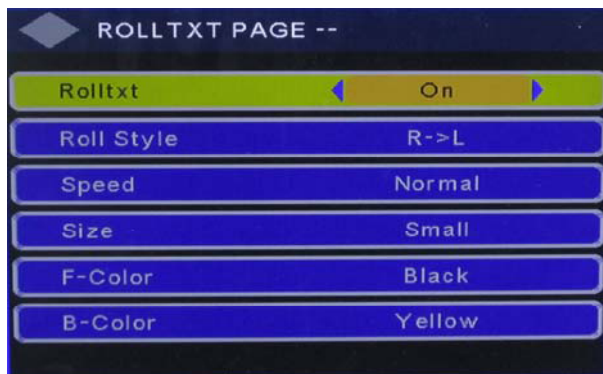 ROLLTXT PAGE --
Rolltxt On
Roll Style R->L
Speed Normal
Size Small
F-Color Black
B-Color Yellow